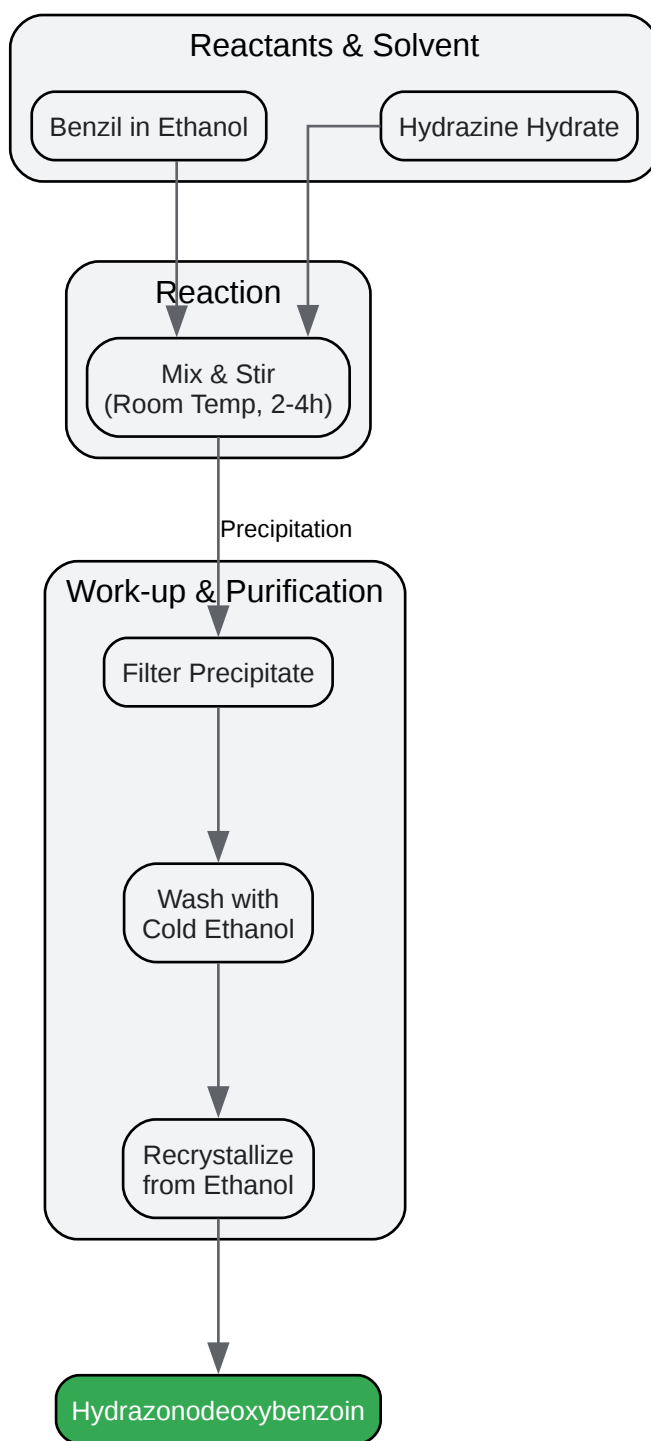 Reactants & Solvent
Benzil in Ethanol
Hydrazine Hydrate
Reaction
Mix & Stir
(Room Temp, 2-4h)
Precipitation
Work-up & Purification
Filter Precipitate
Wash with
Cold Ethanol
Recrystallize
from Ethanol
Hydrazonodeoxybenzoin